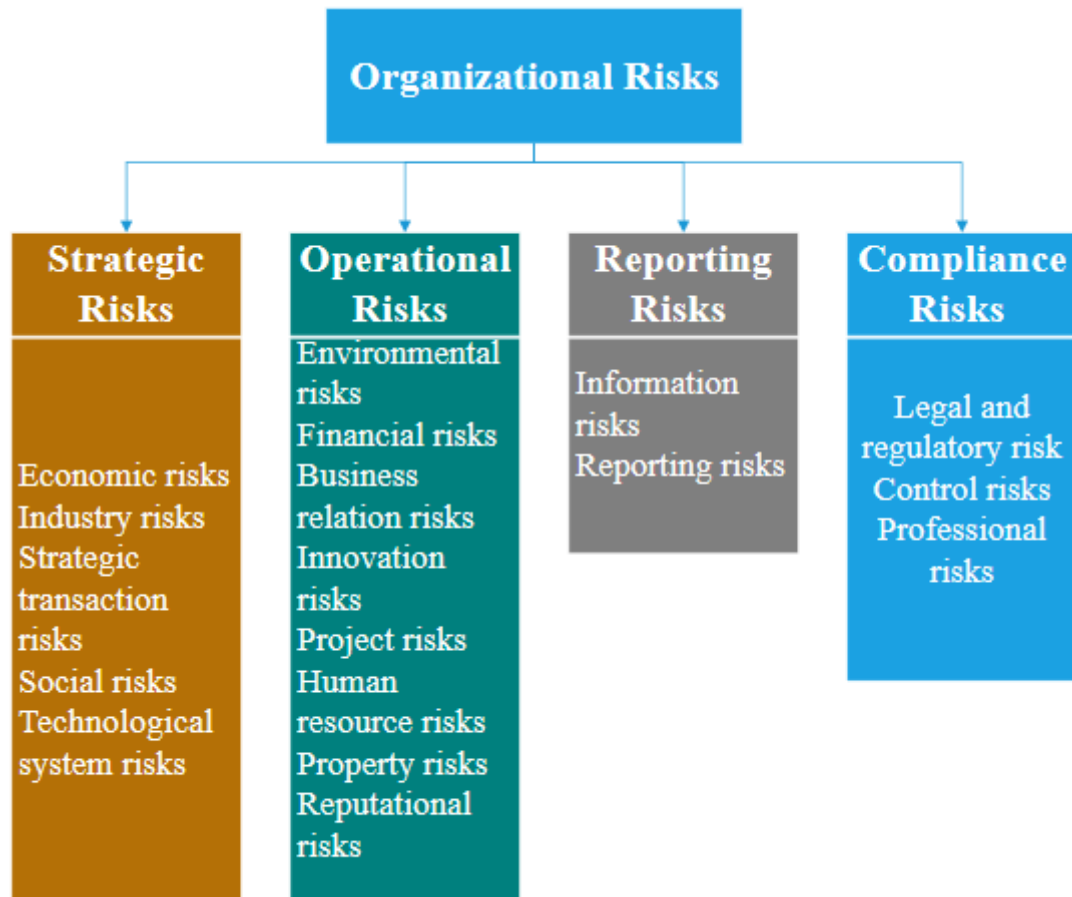 Organizational Risks
Strategic
Risks
Economic risks
Industry risks
Strategic
transaction
risks
Social risks
Technological
system risks
Operational
Risks
Environmental
risks
Financial risks
Business
relation risks
Innovation
risks
Project risks
Human
resource risks
Property risks
Reputational
risks
Reporting
Risks
Information
risks
Reporting risks
Compliance
Risks
Legal and
regulatory risk
Control risks
Professional
risks